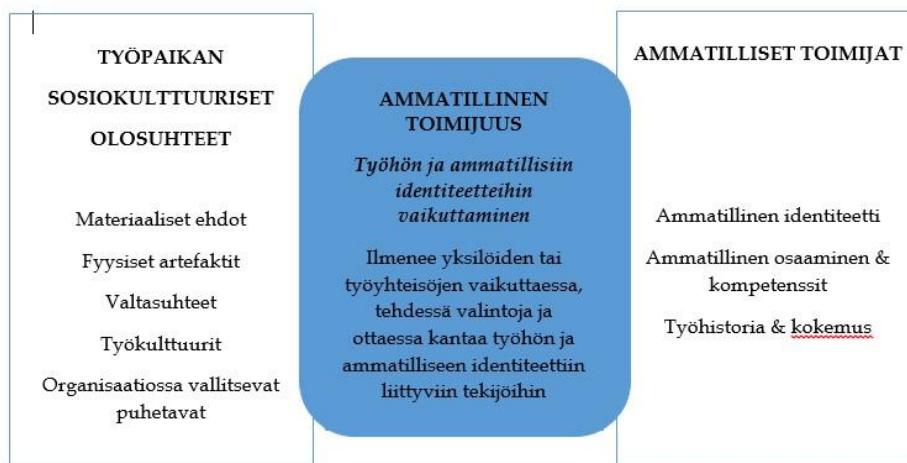 TYÖPAIKAN
SOSIOKULTTUURISET
OLOSUHTEET
Materiaaliset ehdot
Fyysiset artefaktit
Valtasuhteet
Työkulttuurit
Organisaatiossa vallitsevat
puhetavat
AMMATILLINEN
TOIMIJUUS
Työhön ja ammatillisiin
identiteetteihin
vaikuttaminen
Ilmenee yksilöiden tai
työyhteisöjen vaikuttaessa,
tehdessä valintoja ja
ottaessa kantaa työhön ja
ammatilliseen identiteettiin
liittyviin tekijöihin
AMMATILLISET TOIMIJAT
Ammatillinen identiteetti
Ammatillinen osaaminen &
kompetenssit
Työhistoria & kokemus